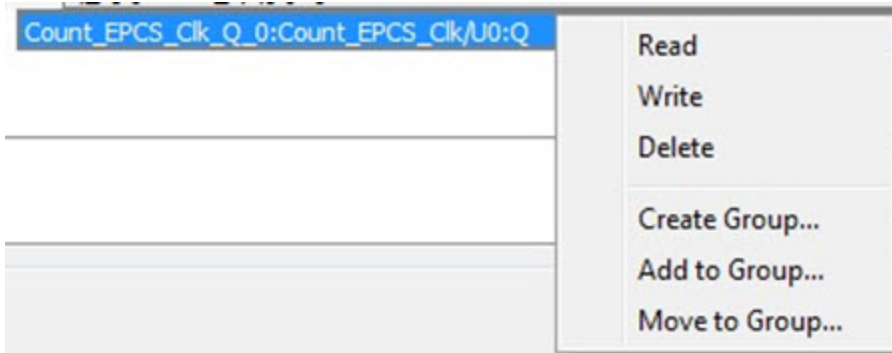 Count_EPCS_Clk_Q_0:Count_EPCS_Clk/U0:Q
Read
Write
Delete
Create Group...
Add to Group...
Move to Group...